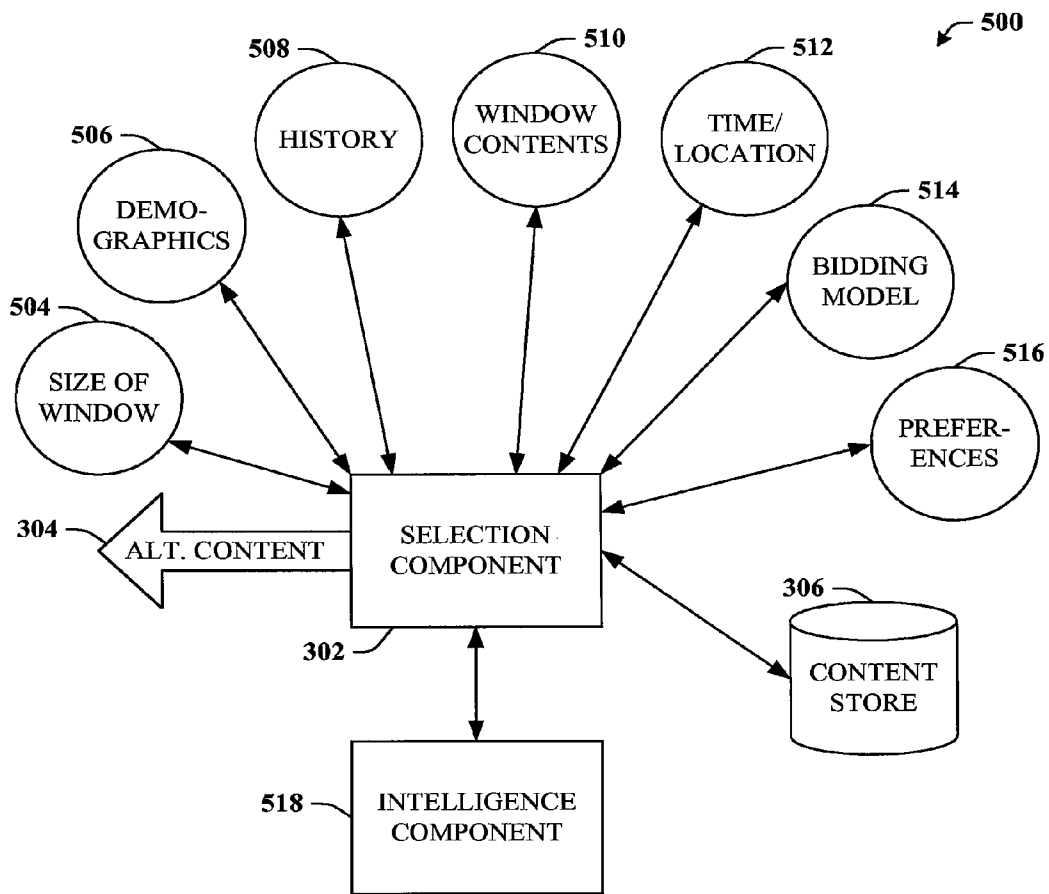 500
510
508
512
WINDOW
CONTENTS
TIME/
LOCATION
HISTORY
506
DEMO-
GRAPHICS
514
BIDDING
MODEL
504
SIZE OF
WINDOW
516
PREFER-
ENCES
304
ALT. CONTENT
SELECTION
COMPONENT
302
306
CONTENT
STORE
518
INTELLIGENCE
COMPONENT